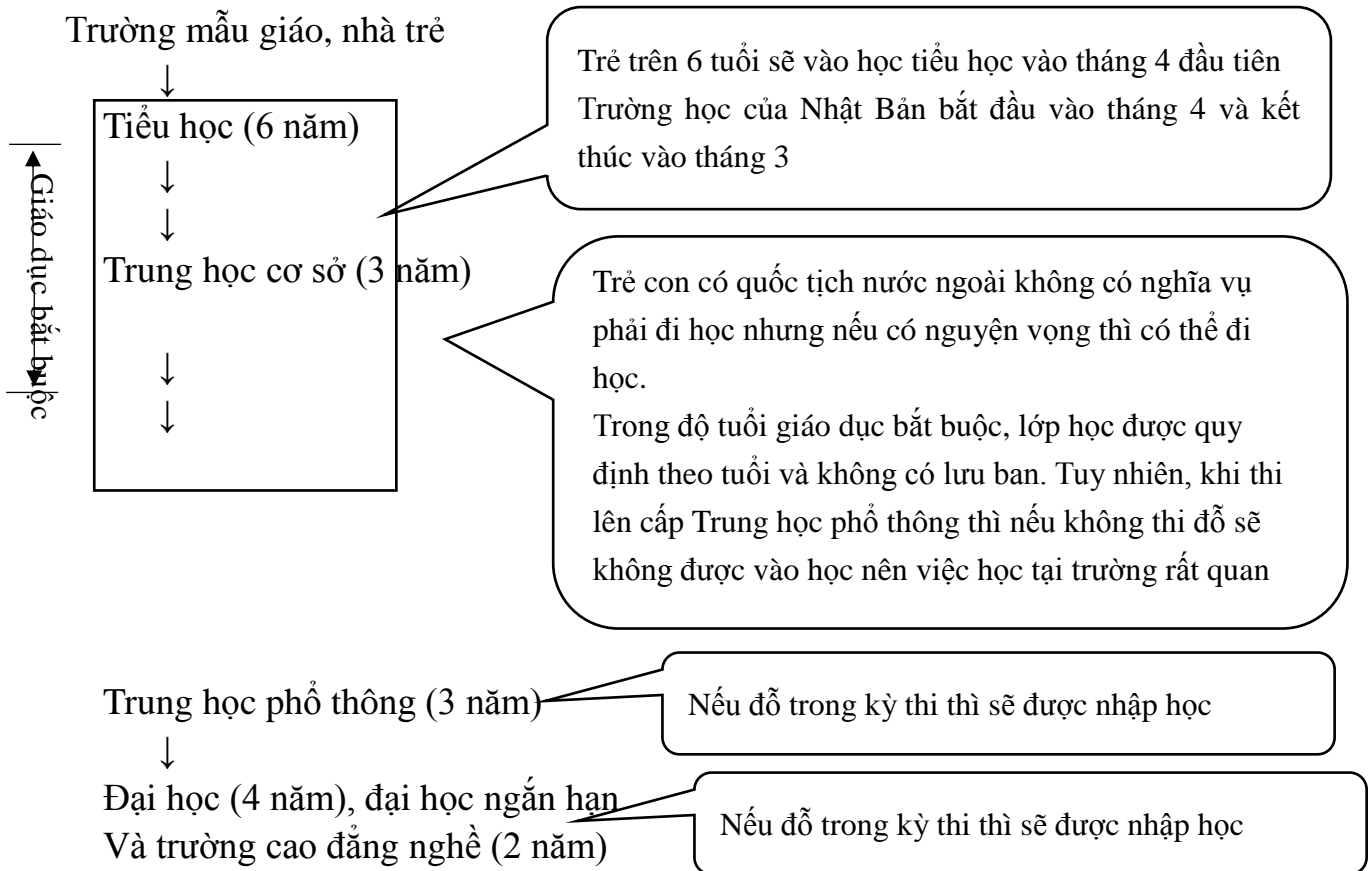 Trường mẫu giáo, nhà trẻ
↓
Tiểu học (6 năm)
↓
↓
Trung học cơ sở (3 năm)
↓
↓
Giáo dục bắt buộc
Trẻ trên 6 tuổi sẽ vào học tiểu học vào tháng 4 đầu tiên
Trường học của Nhật Bản bắt đầu vào tháng 4 và kết
thúc vào tháng 3
Trẻ con có quốc tịch nước ngoài không có nghĩa vụ
phải đi học nhưng nếu có nguyện vọng thì có thể đi
học.
Trong độ tuổi giáo dục bắt buộc, lớp học được quy
định theo tuổi và không có lưu ban. Tuy nhiên, khi thi
lên cấp Trung học phổ thông thì nếu không thi đỗ sẽ
không được vào học nên việc học tại trường rất quan
Trung học phổ thông (3 năm)
Nếu đỗ trong kỳ thi thì sẽ được nhập học
↓
Đại học (4 năm), đại học ngắn hạn
Và trường cao đẳng nghề (2 năm)
Nếu đỗ trong kỳ thi thì sẽ được nhập học